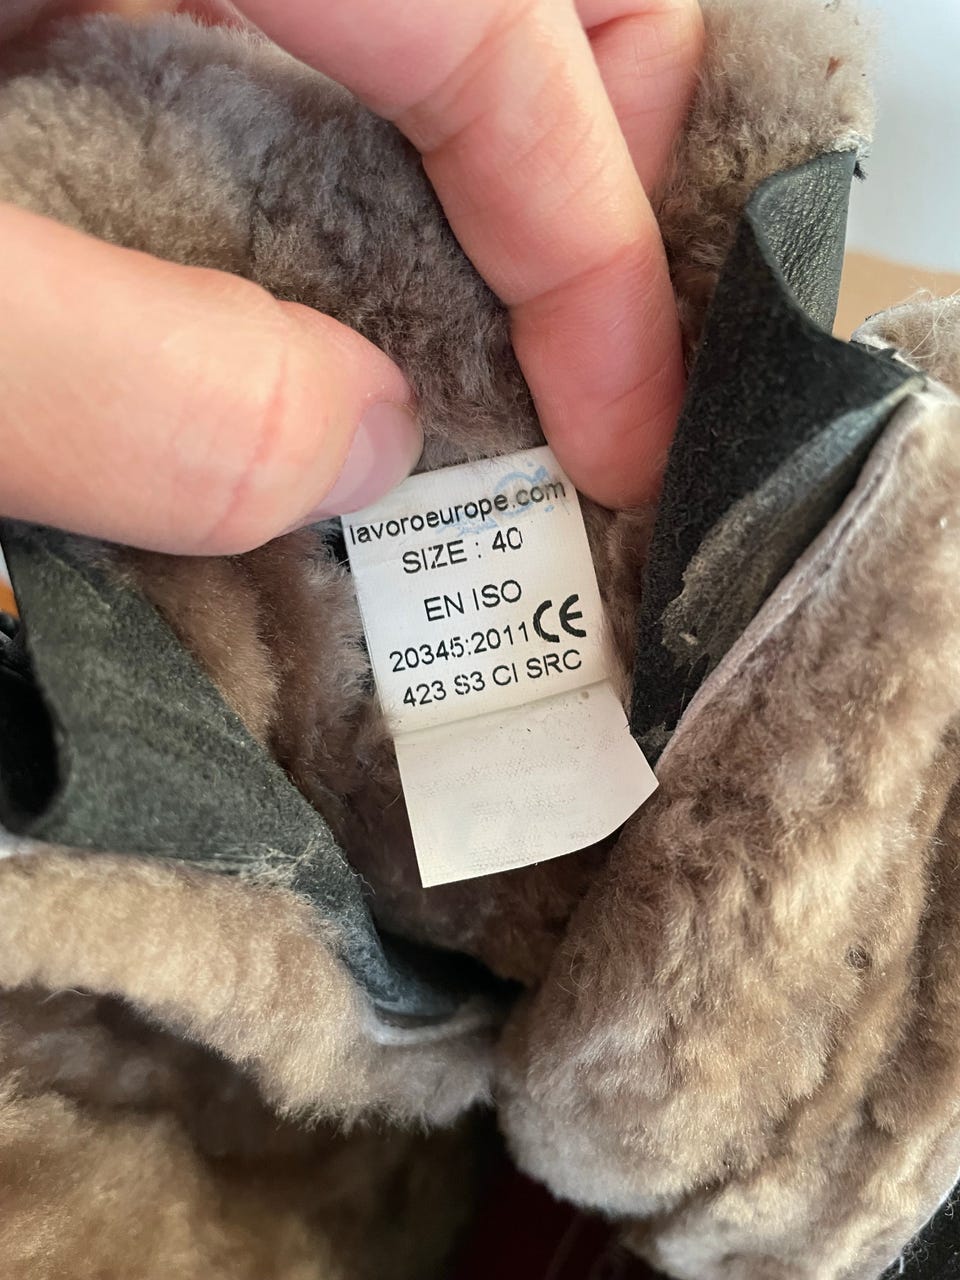 lavoroeurope.com
SIZE : 40
EN ISO
20345:2011 CE
423 S3 CI SRC